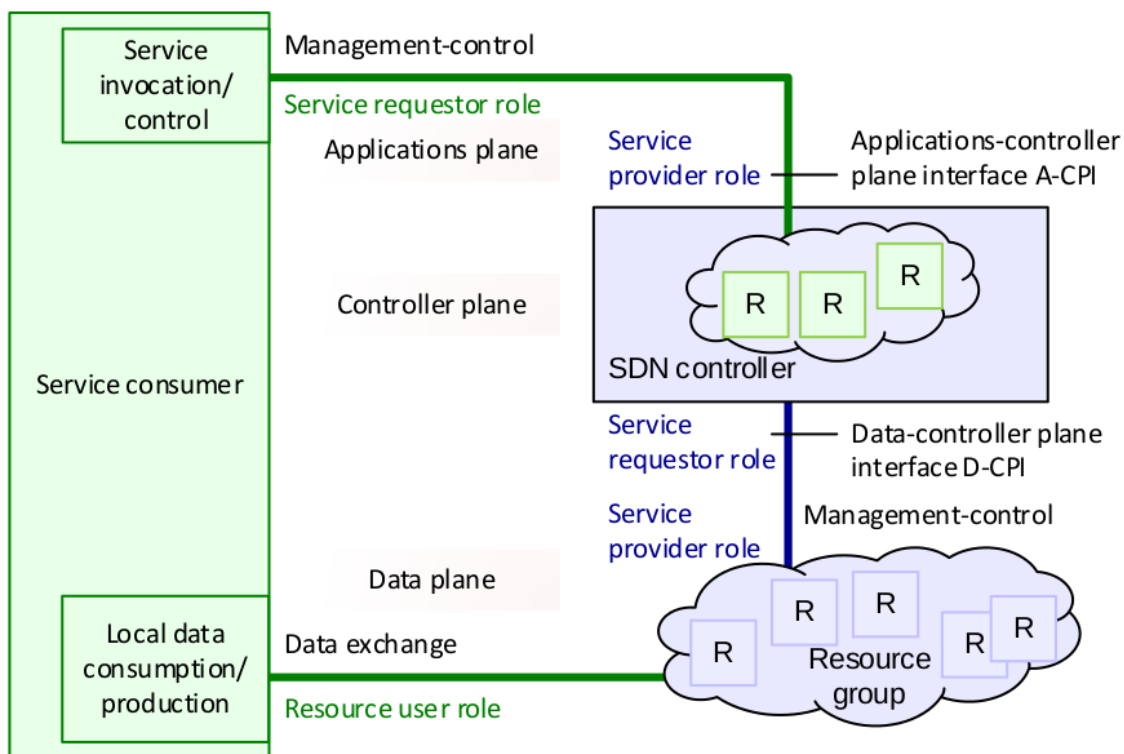 Service
invocation/
control
Management-control
Service requestor role
Applications plane
Service
provider role
Applications-controller
plane interface A-CPI
R
R
R
SDN controller
Controller plane
Service consumer
Service
requestor role
Data-controller plane
interface D-CPI
Service
provider role
Management-control
Data plane
R
R
R
R
R
Resource
group
Local data
consumption/
production
Data exchange
Resource user role